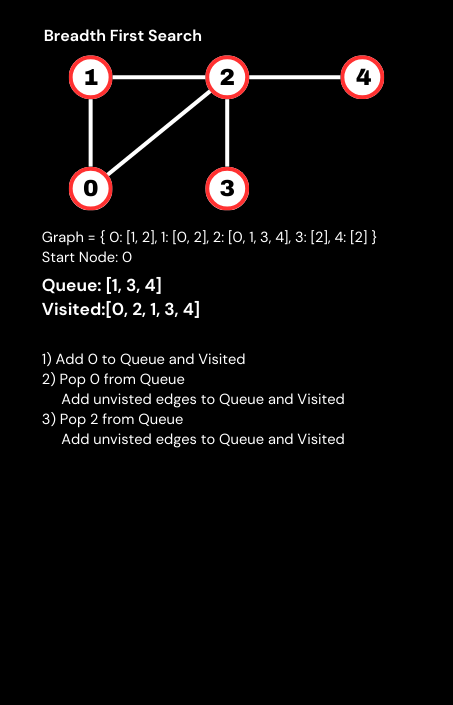 Breadth First Search
1 2 4
0 3
Graph = { 0: [1, 2], 1: [0, 2], 2: [0, 1, 3, 4], 3: [2], 4: [2] }
Start Node: 0
Queue: [1, 3, 4]
Visited:[0, 2, 1, 3, 4]
1) Add 0 to Queue and Visited
2) Pop 0 from Queue
Add unvisted edges to Queue and Visited
3) Pop 2 from Queue
Add unvisted edges to Queue and Visited